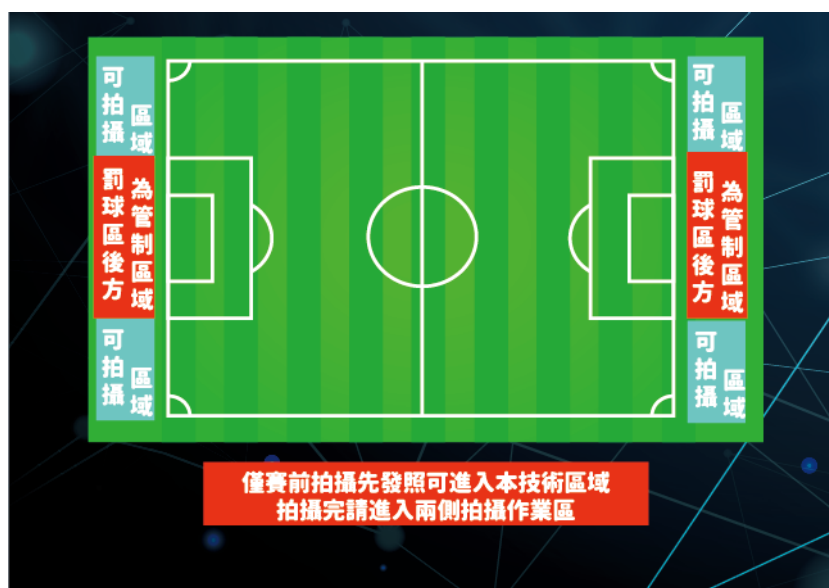 可拍攝
區域
罰球區後方
為管制區域
可拍攝
區域
可拍攝
區域
罰球區後方
為管制區域
可拍攝
區域
僅賽前拍攝先發照可進入本技術區域
拍攝完請進入兩側拍攝作業區